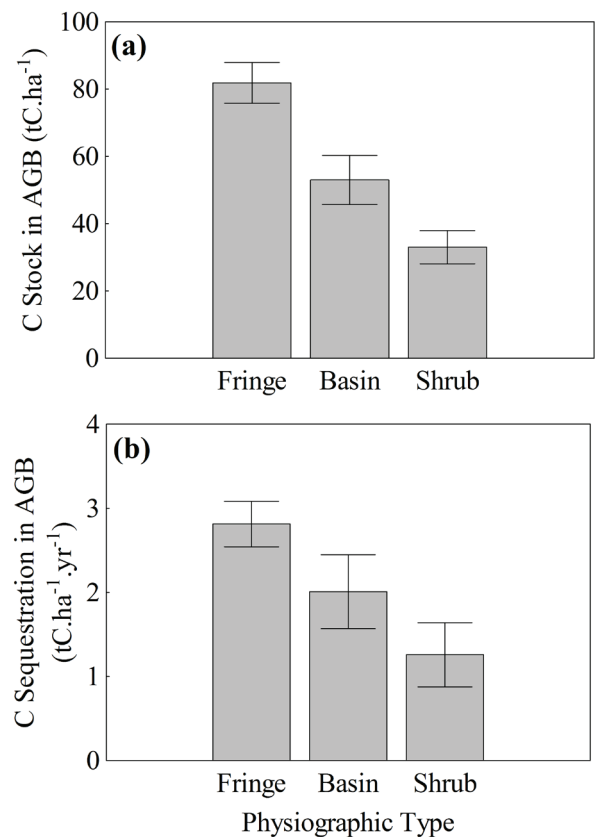 (a)
C Stock in AGB (tC.ha⁻¹)
100
80
60
40
20
0
Fringe Basin Shrub
(b)
C Sequestration in AGB
(tC.ha⁻¹.yr⁻¹)
4
3
2
1
0
Fringe Basin Shrub
Physiographic Type